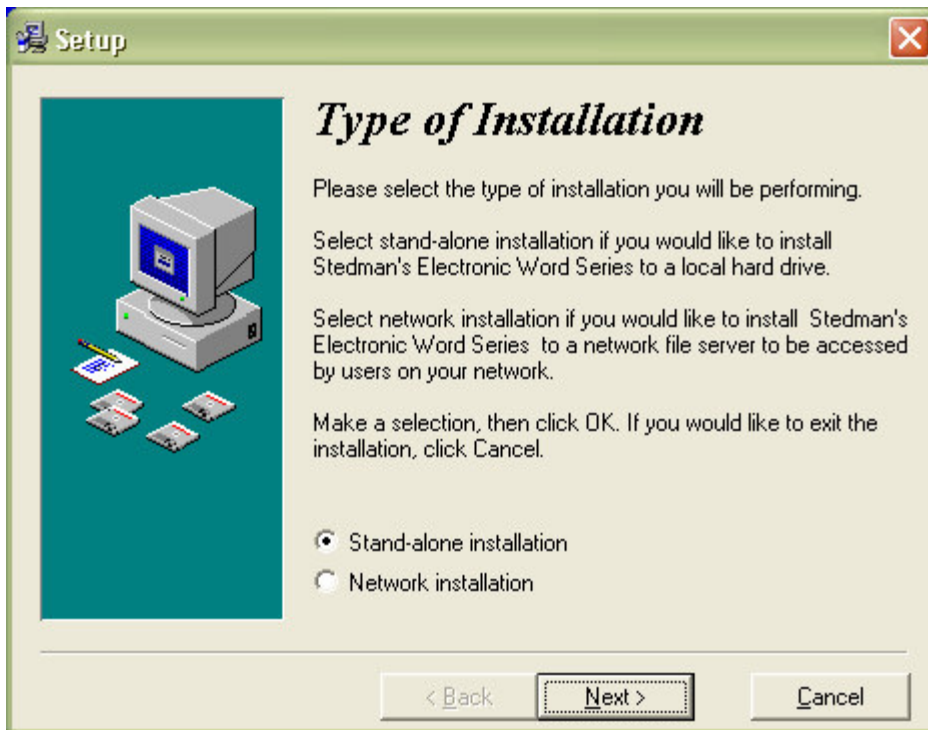 Setup
Type of Installation
Please select the type of installation you will be performing.
Select stand-alone installation if you would like to install
Stedman's Electronic Word Series to a local hard drive.
Select network installation if you would like to install  Stedman's
Electronic Word Series  to a network file server to be accessed
by users on your network.
Make a selection, then click OK. If you would like to exit the
installation, click Cancel.
Stand-alone installation
Network installation
< Back
Next >
Cancel